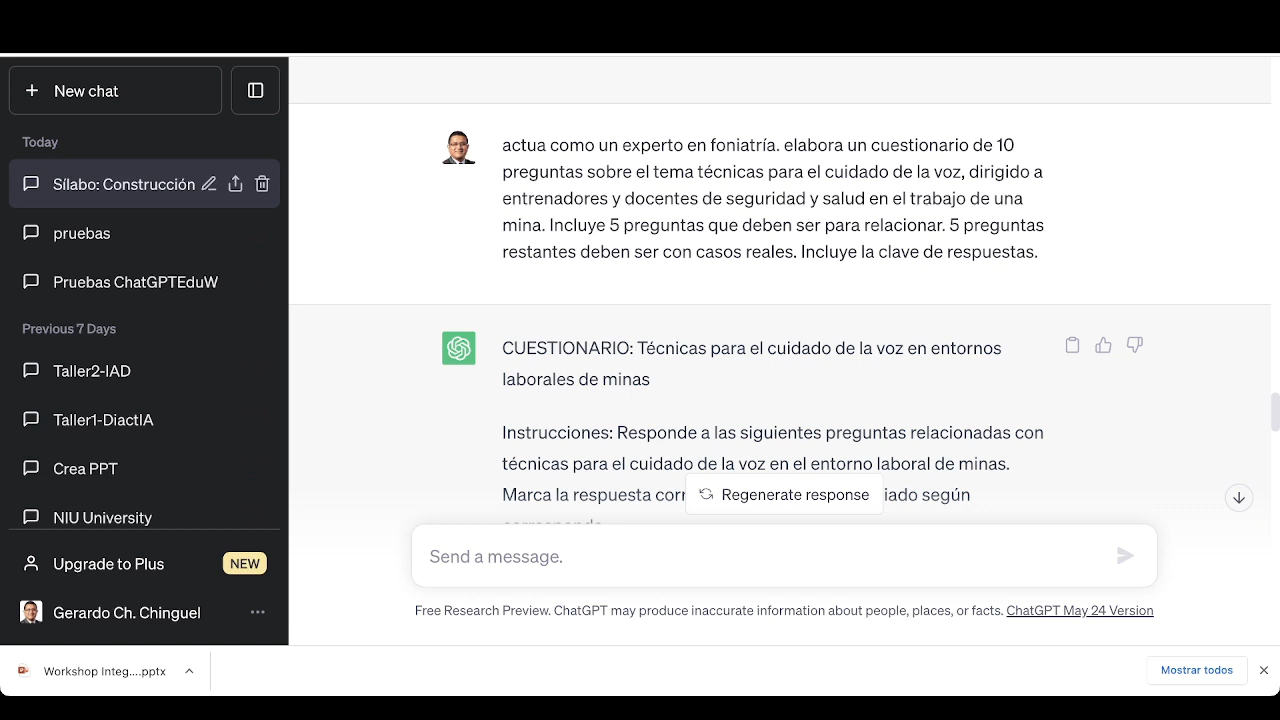 New chat
Today
Sílabo: Construcción
pruebas
Pruebas ChatGPTEduW
Previous 7 Days
Taller2-IAD
Taller1-DiactIA
Crea PPT
NIU University
Upgrade to Plus
NEW
Gerardo Ch. Chinguel
actua como un experto en foniatría. elabora un cuestionario de 10
preguntas sobre el tema técnicas para el cuidado de la voz, dirigido a
entrenadores y docentes de seguridad y salud en el trabajo de una
mina. Incluye 5 preguntas que deben ser para relacionar. 5 preguntas
restantes deben ser con casos reales. Incluye la clave de respuestas.
CUESTIONARIO: Técnicas para el cuidado de la voz en entornos
laborales de minas
Instrucciones: Responde a las siguientes preguntas relacionadas con
técnicas para el cuidado de la voz en el entorno laboral de minas.
Marca la respuesta corr
iado según
Regenerate response
Send a message.
Free Research Preview. ChatGPT may produce inaccurate information about people, places, or facts. ChatGPT May 24 Version
Workshop Integ....pptx
Mostrar todos